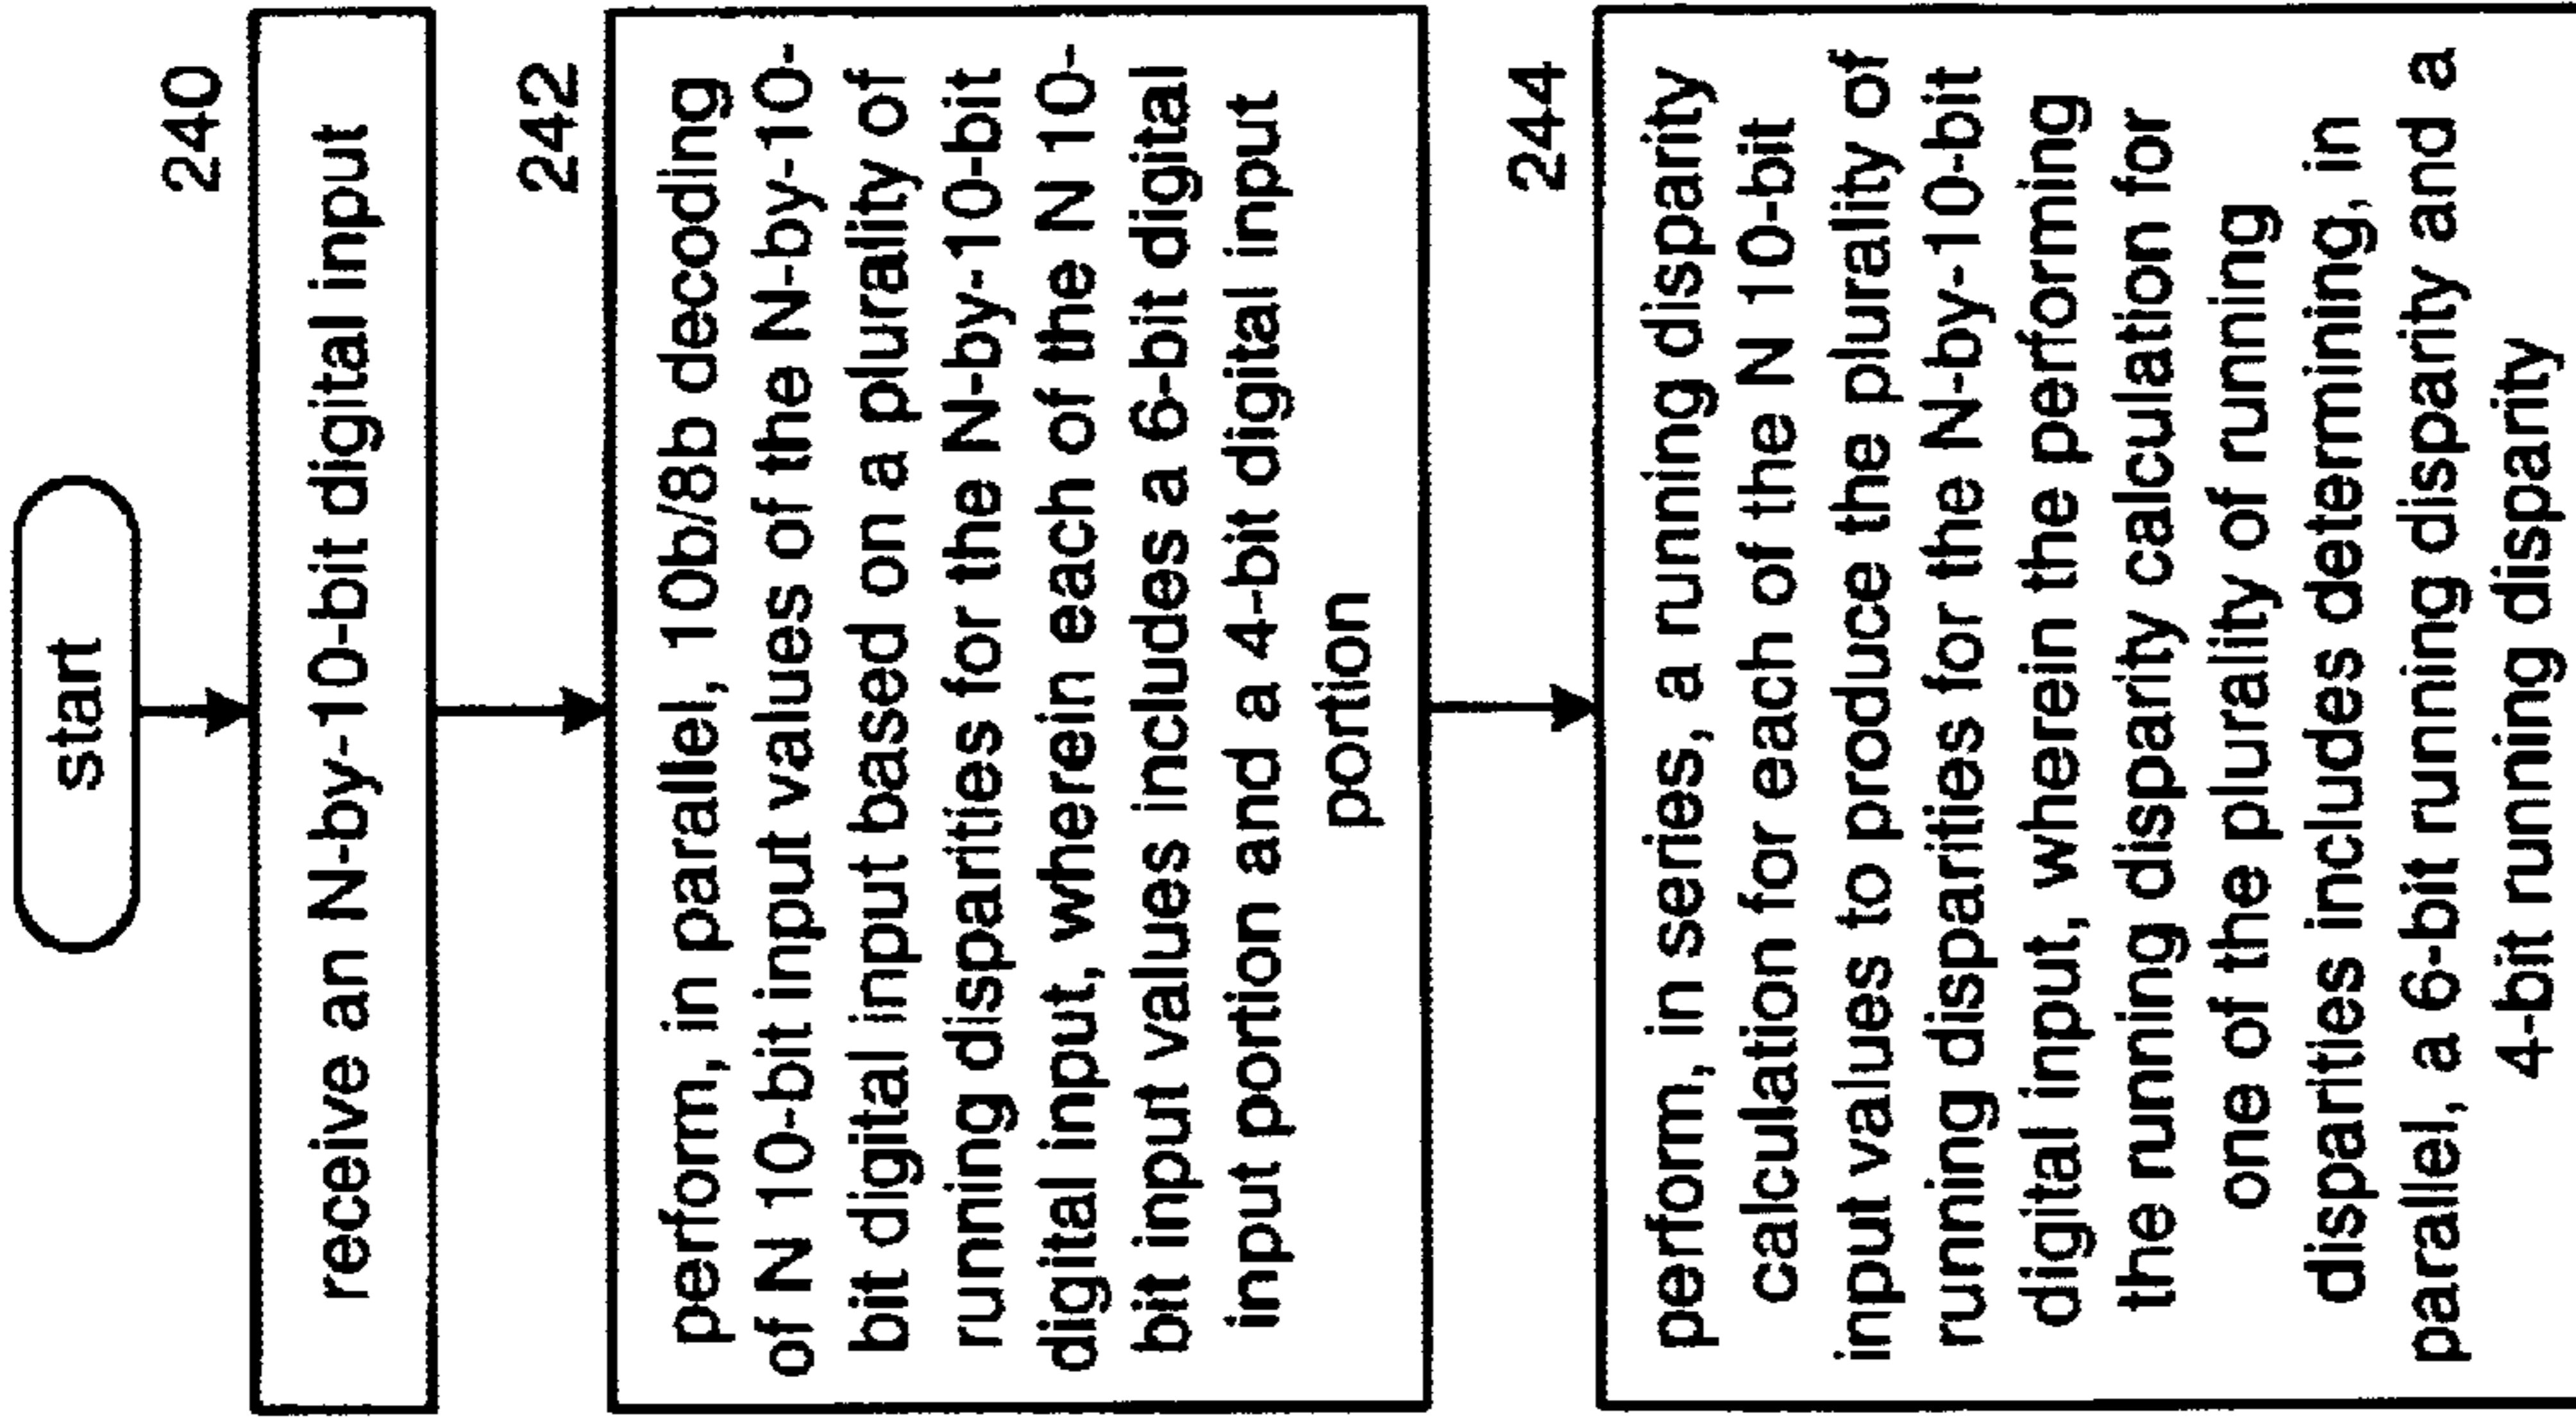 start
240
receive an N-by-10-bit digital input
242
perform, in parallel, 10b/8b decoding
of N 10-bit input values of the N-by-10-
bit digital input based on a plurality of
running disparities for the N-by-10-bit
digital input, wherein each of the N 10-
bit input values includes a 6-bit digital
input portion and a 4-bit digital input
portion
244
perform, in series, a running disparity
calculation for each of the N 10-bit
input values to produce the plurality of
running disparities for the N-by-10-bit
digital input, wherein the performing
the running disparity calculation for
one of the plurality of running
disparities includes determining, in
parallel, a 6-bit running disparity and a
4-bit running disparity